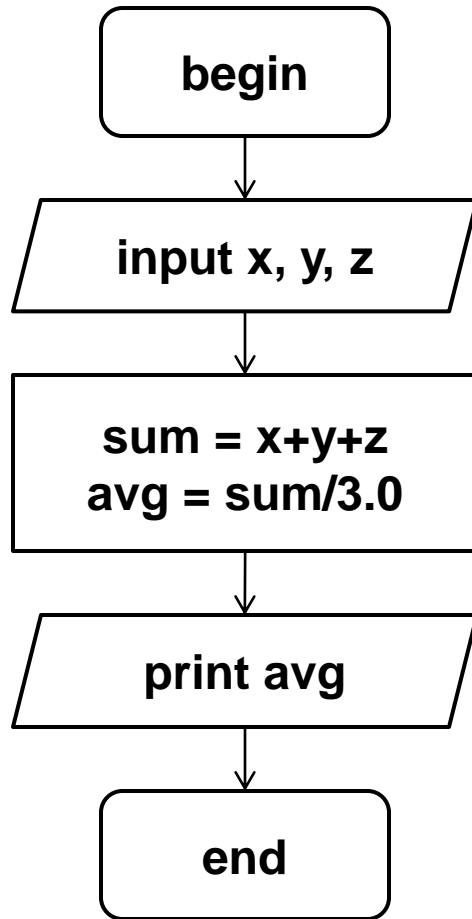 begin
input x, y, z
sum = x+y+z
avg = sum/3.0
print avg
end